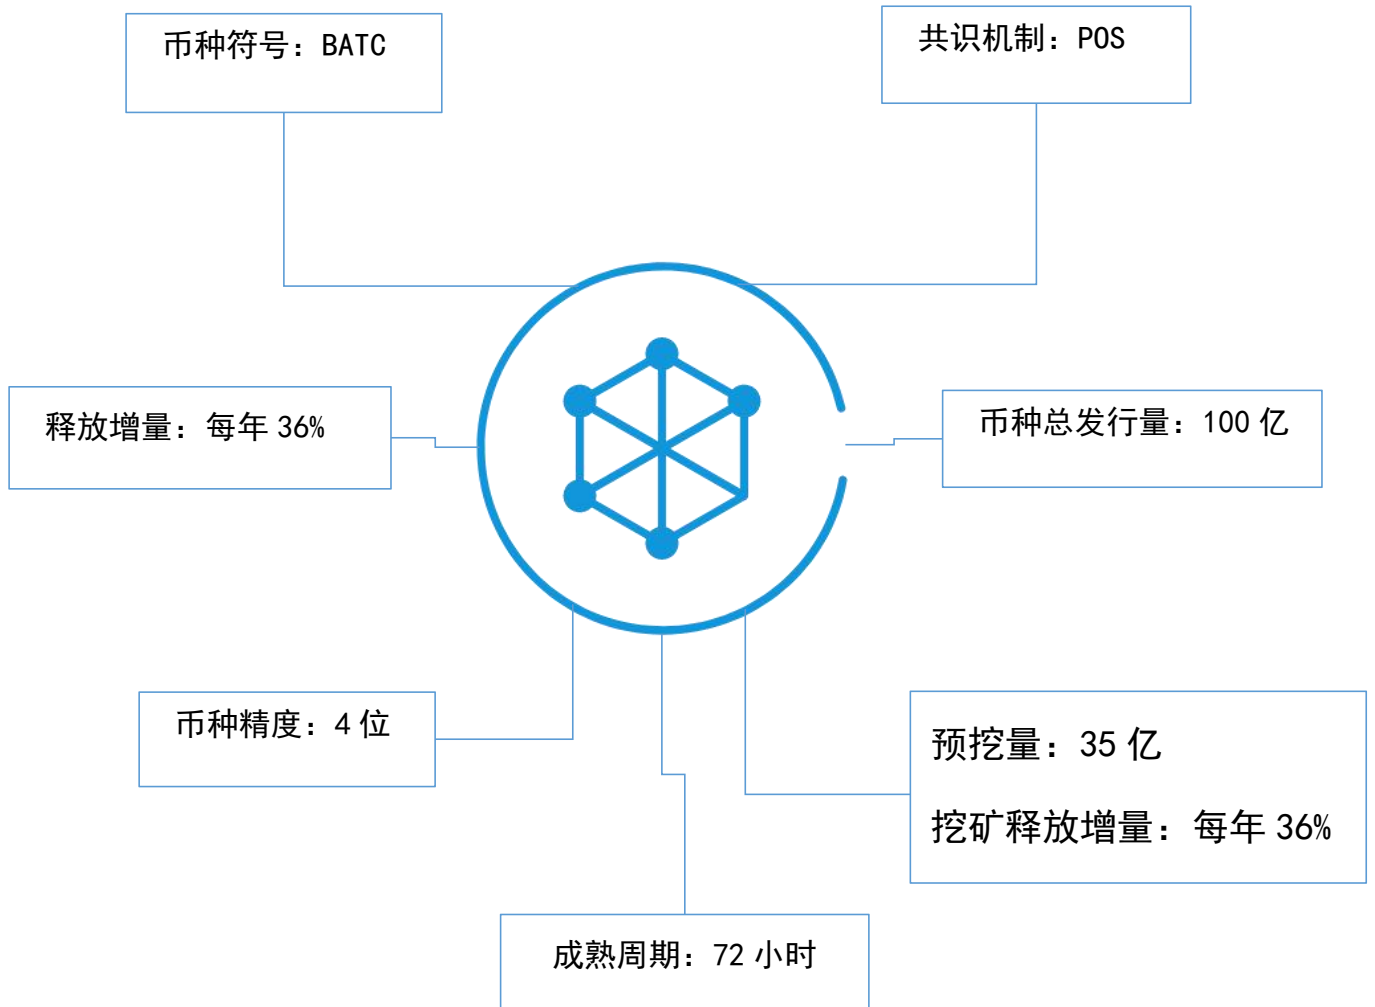 币种符号：BATC
共识机制：POS
释放增量：每年 36%
币种总发行量：100 亿
币种精度：4 位
预挖量：35 亿
挖矿释放增量：每年 36%
成熟周期：72 小时